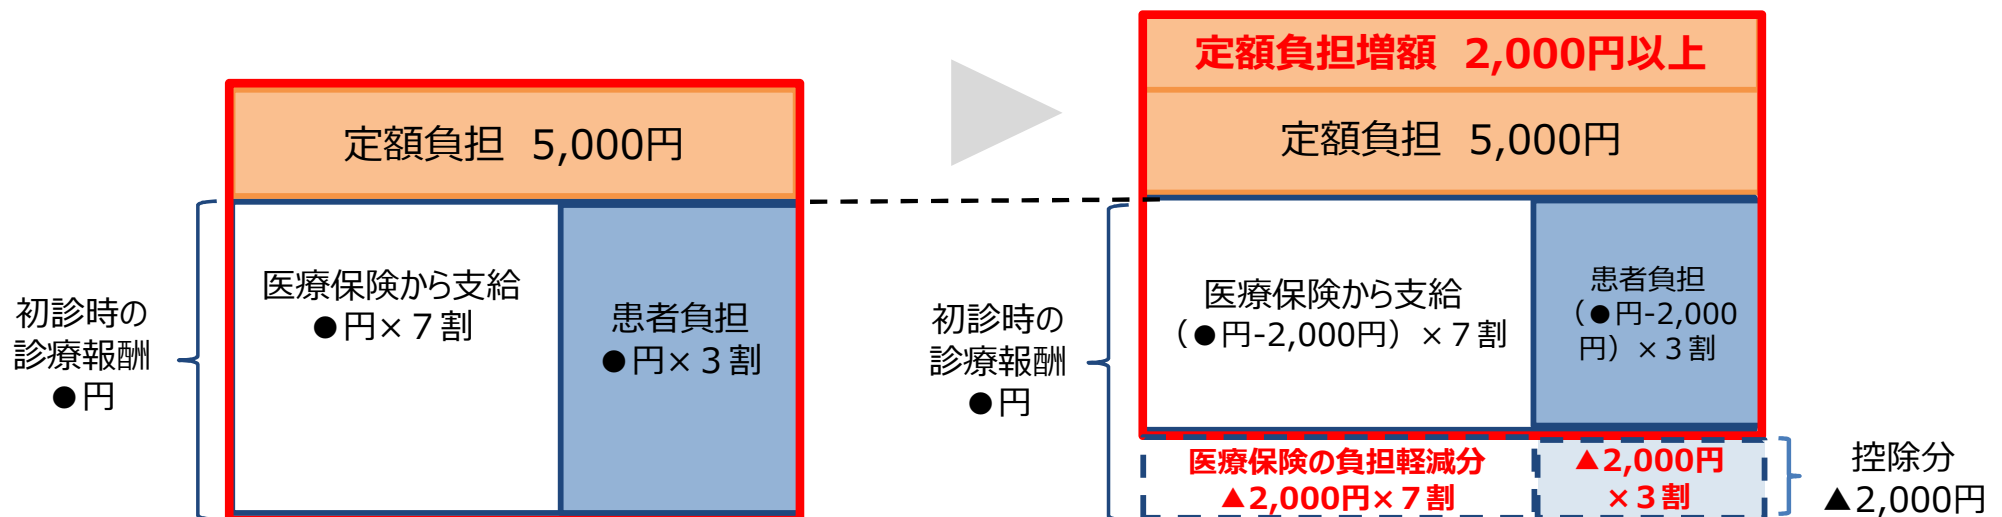 定額負担 5,000円
医療保険から支給
●円×７割
患者負担
●円×３割
初診時の
診療報酬
●円
定額負担増額 2,000円以上
定額負担 5,000円
医療保険から支給
（●円-2,000円）×７割
患者負担
（●円-2,000
円）×３割
初診時の
診療報酬
●円
医療保険の負担軽減分
▲2,000円×７割
▲2,000円
×３割
控除分
▲2,000円